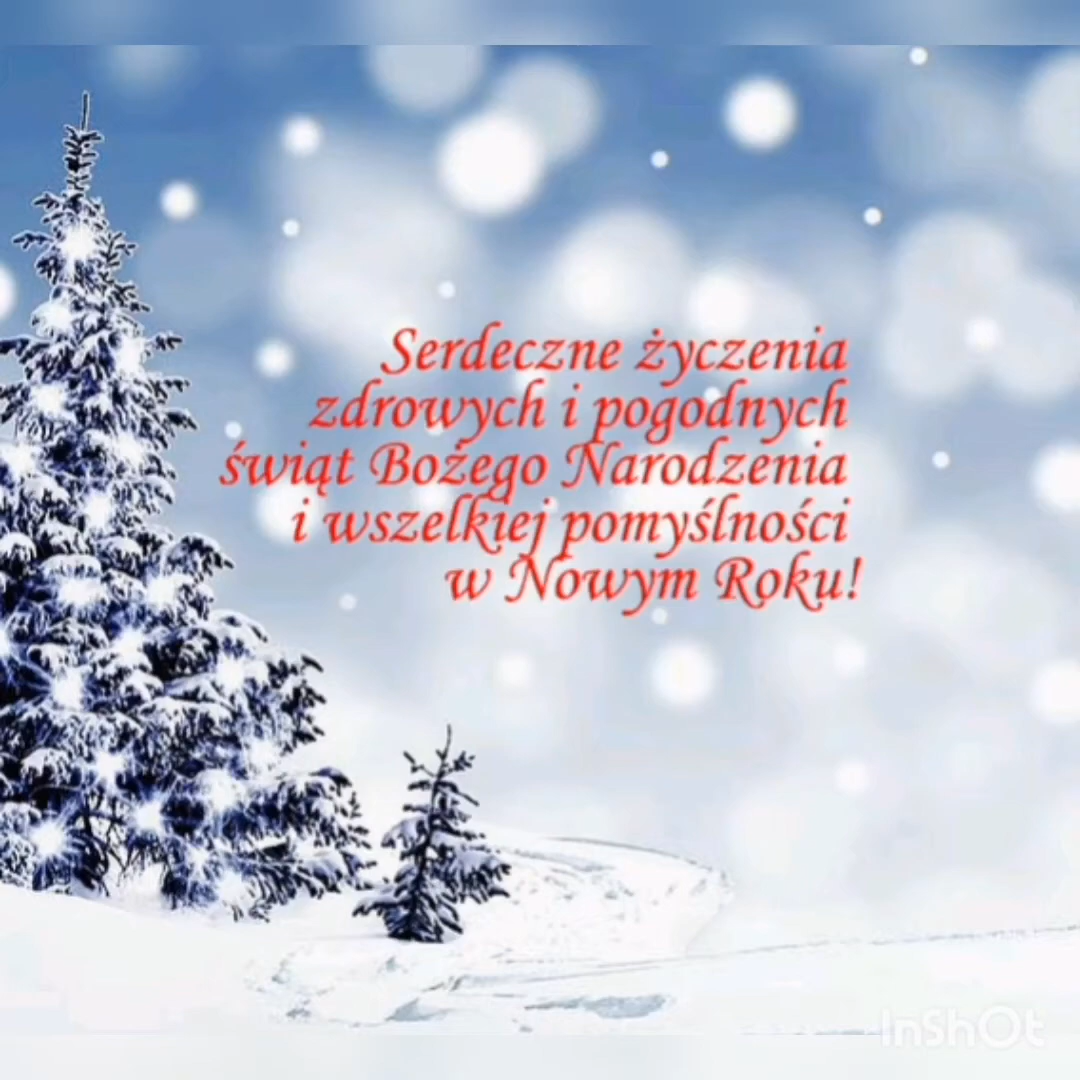 Serdeczne życzenia
zdrowych i pogodnych
świąt Bożego Narodzenia
i wszelkiej pomyślności
w Nowym Roku!
InShOt